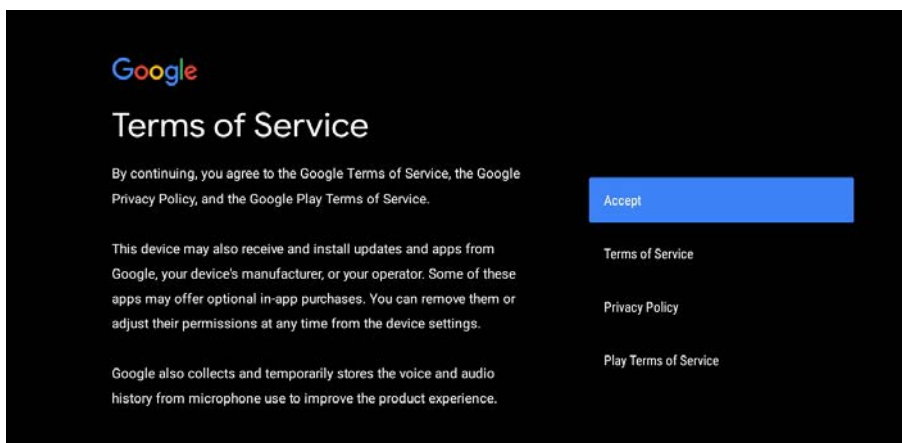 Google
Terms of Service
By continuing, you agree to the Google Terms of Service, the Google
Privacy Policy, and the Google Play Terms of Service.
This device may also receive and install updates and apps from
Google, your device's manufacturer, or your operator. Some of these
apps may offer optional in-app purchases. You can remove them or
adjust their permissions at any time from the device settings.
Google also collects and temporarily stores the voice and audio
history from microphone use to improve the product experience.
Accept
Terms of Service
Privacy Policy
Play Terms of Service